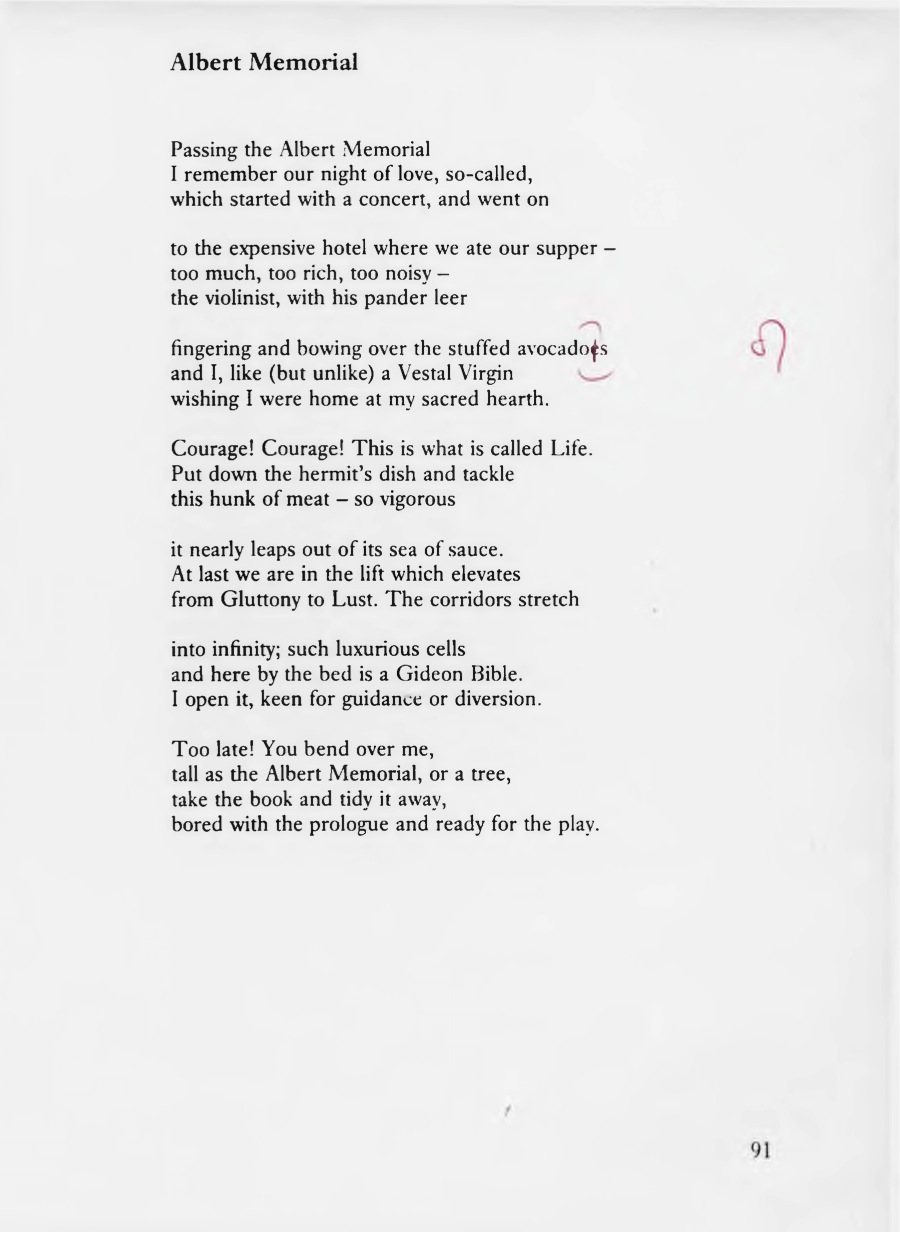 Albert Memorial
Passing the Albert Memorial
I remember our night of love, so-called,
which started with a concert, and went on
to the expensive hotel where we ate our supper –
too much, too rich, too noisy –
the violinist, with his pander leer
fingering and bowing over the stuffed avocadoes
and I, like (but unlike) a Vestal Virgin
wishing I were home at my sacred hearth.
Courage! Courage! This is what is called Life.
Put down the hermit's dish and tackle
this hunk of meat – so vigorous
it nearly leaps out of its sea of sauce.
At last we are in the lift which elevates
from Gluttony to Lust. The corridors stretch
into infinity; such luxurious cells
and here by the bed is a Gideon Bible.
I open it, keen for guidance or diversion.
Too late! You bend over me,
tall as the Albert Memorial, or a tree,
take the book and tidy it away,
bored with the prologue and ready for the play.
91